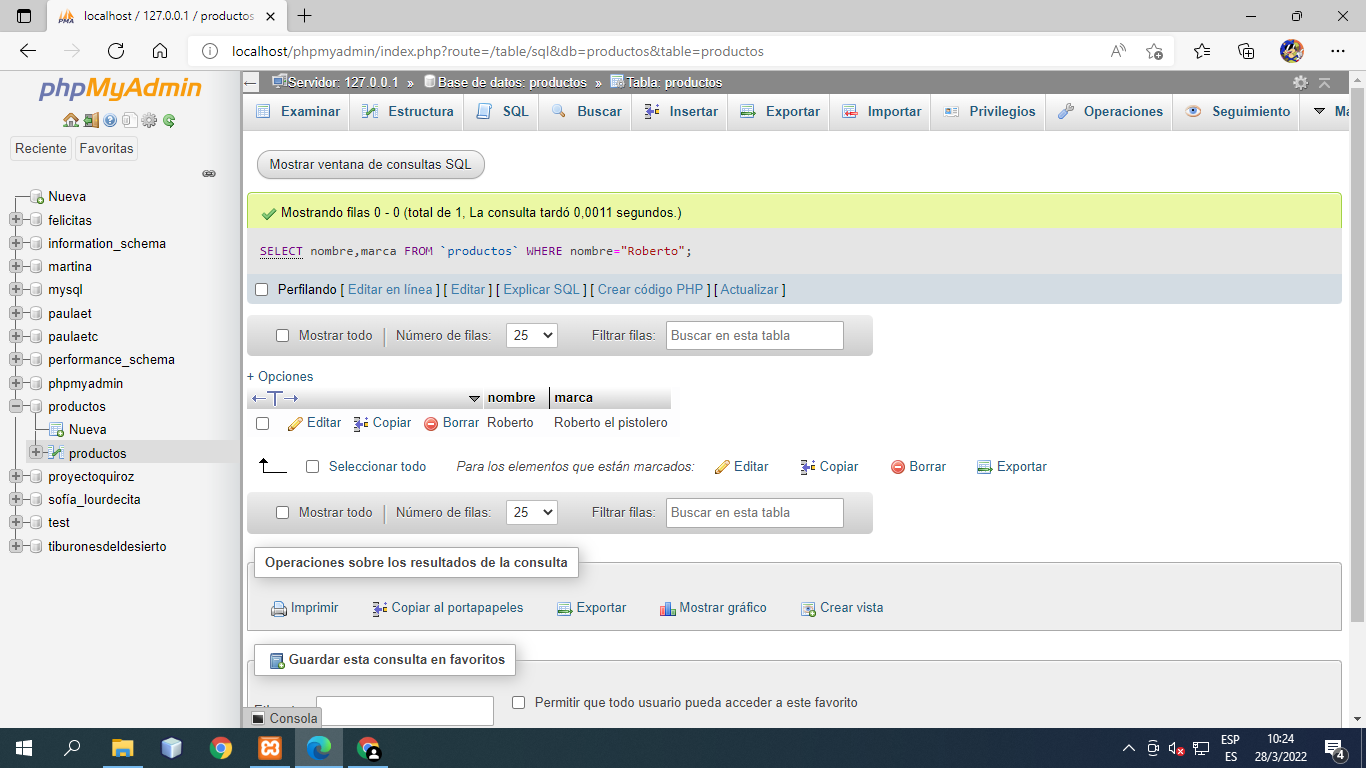 localhost / 127.0.0.1 / productos
localhost/phpmyadmin/index.php?route=/table/sql&db=productos&table=productos
phpMyAdmin
Reciente Favoritas
Nueva
felicitas
information_schema
martina
mysql
paulaet
paulaetc
performance_schema
phpmyadmin
productos
Nueva
productos
proyectoquiroz
sofía_lourdecita
test
tiburonesdeldesierto
Servidor: 127.0.0.1 » Base de datos: productos » Tabla: productos
Examinar Estructura SQL Buscar Insertar Exportar Importar Privilegios Operaciones Seguimiento
Mostrar ventana de consultas SQL
Mostrando filas 0 - 0 (total de 1, La consulta tardó 0,0011 segundos.)
SELECT nombre,marca FROM `productos` WHERE nombre="Roberto";
Perfilando [ Editar en línea ] [ Editar ] [ Explicar SQL ] [ Crear código PHP ] [ Actualizar ]
Mostrar todo | Número de filas: 25 Filtrar filas: Buscar en esta tabla
+ Opciones
←T→ nombre marca
Editar Copiar Borrar Roberto Roberto el pistolero
Seleccionar todo Para los elementos que están marcados: Editar Copiar Borrar Exportar
Mostrar todo | Número de filas: 25 Filtrar filas: Buscar en esta tabla
Operaciones sobre los resultados de la consulta
Imprimir Copiar al portapapeles Exportar Mostrar gráfico Crear vista
Guardar esta consulta en favoritos
Permitir que todo usuario pueda acceder a este favorito
Consola
ESP
ES
10:24
28/3/2022
4